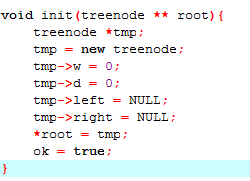 void init(treenode ** root){
treenode *tmp;
tmp = new treenode;
tmp->w = 0;
tmp->d = 0;
tmp->left = NULL;
tmp->right = NULL;
*root = tmp;
ok = true;
}